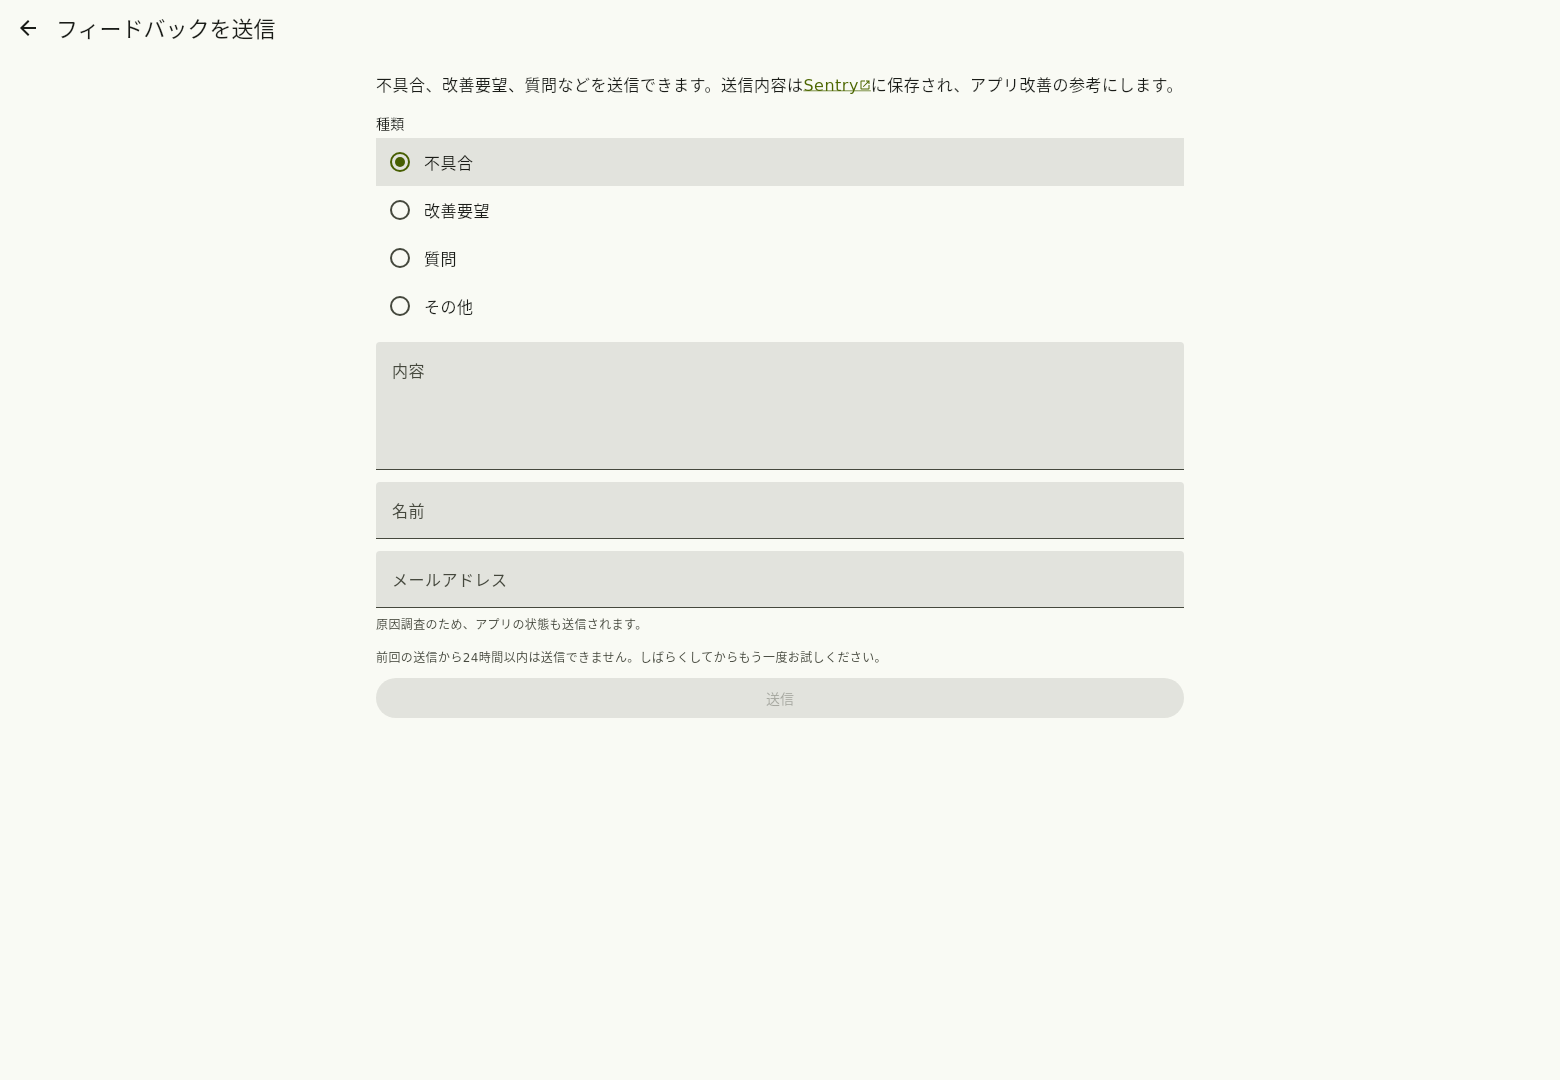 フィードバックを送信
不具合、改善要望、質問などを送信できます。送信内容はSentryに保存され、アプリ改善の参考にします。
種類
不具合
改善要望
質問
その他
内容
名前
メールアドレス
原因調査のため、アプリの状態も送信されます。
前回の送信から24時間以内は送信できません。しばらくしてからもう一度お試しください。
送信